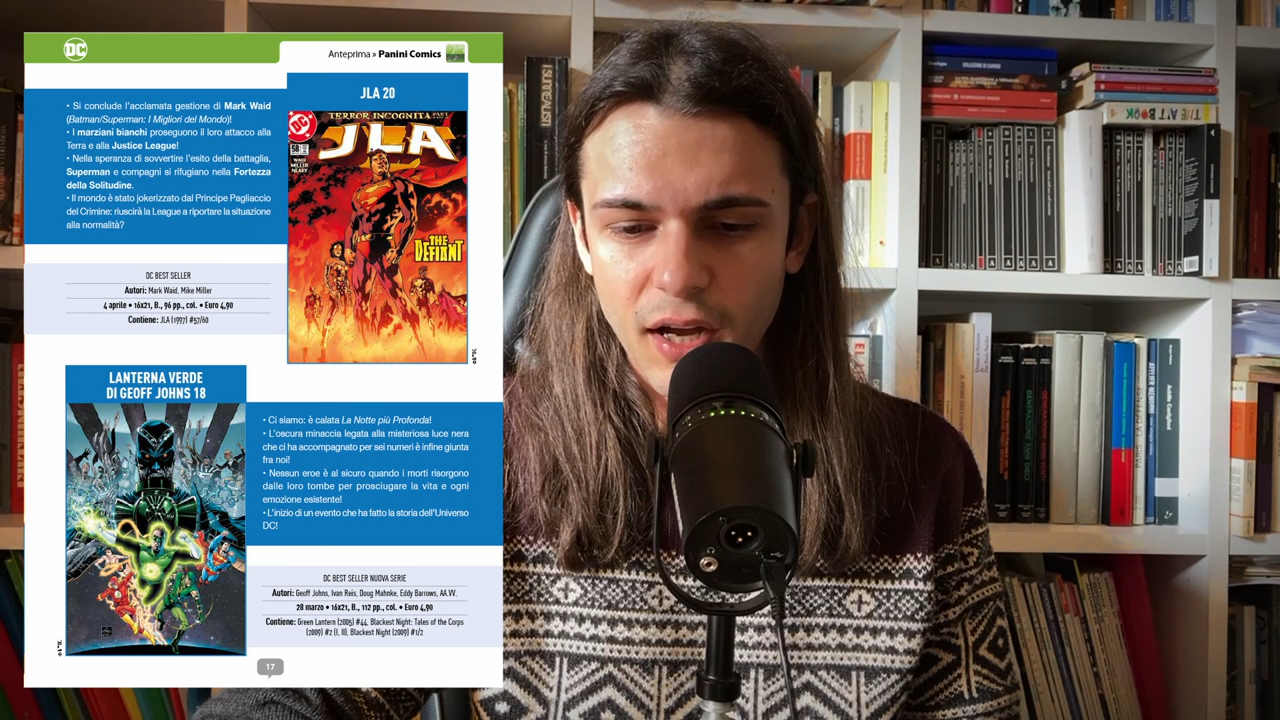 DC
Anteprima » Panini Comics
• Si conclude l'acclamata gestione di Mark Waid
(Batman/Superman: I Migliori del Mondo)!
• I marziani bianchi proseguono il loro attacco alla
Terra e alla Justice League!
• Nella speranza di sovvertire l'esito della battaglia,
Superman e compagni si rifugiano nella Fortezza
della Solitudine.
• Il mondo è stato jokerizzato dal Principe Pagliaccio
del Crimine: riuscirà la League a riportare la situazione
alla normalità?
DC BEST SELLER
Autori: Mark Waid, Mike Miller
4 aprile • 16x21, B., 96 pp., col. • Euro 4,90
Contiene: JLA (1997) #57/60
JLA 20
TERROR INCOGNITA
DC
JLA
58
WAID
MILLER
NEARY
THE
DEFIANT
LANTERNA VERDE
DI GEOFF JOHNS 18
• Ci siamo: è calata La Notte più Profonda!
• L'oscura minaccia legata alla misteriosa luce nera
che ci ha accompagnato per sei numeri è infine giunta
fra noi!
• Nessun eroe è al sicuro quando i morti risorgono
dalle loro tombe per prosciugare la vita e ogni
emozione esistente!
• L'inizio di un evento che ha fatto la storia dell'Universo
DC!
DC BEST SELLER NUOVA SERIE
Autori: Geoff Johns, Ivan Reis, Doug Mahnke, Eddy Barrows, AA.VV.
28 marzo • 16x21, B., 112 pp., col. • Euro 4,90
Contiene: Green Lantern (2005) #44, Blackest Night: Tales of the Corps
(2009) #2 (I, II), Blackest Night (2009) #1/2
17
I SURREALISTI
THE ART BOOK